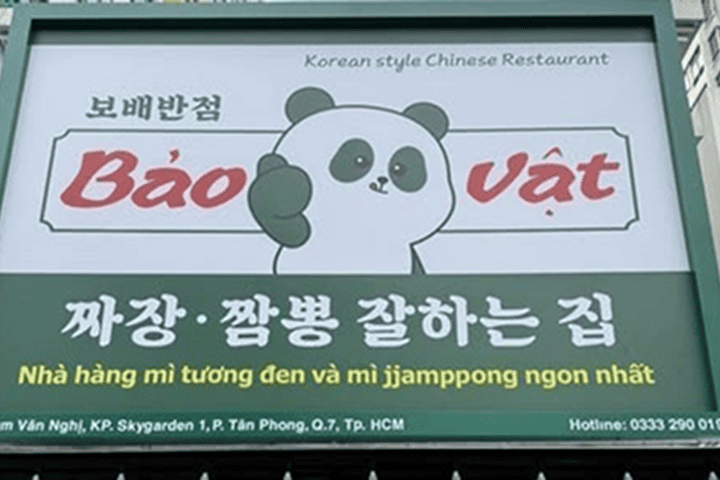 Korean style Chinese Restaurant
보배반점
Bảo Vật
짜장·짬뽕 잘하는 집
Nhà hàng mì tương đen và mì jjamppong ngon nhất
Văn Nghị, KP. Skygarden 1, P. Tân Phong, Q.7, Tp. HCM
Hotline: 0333 290 019